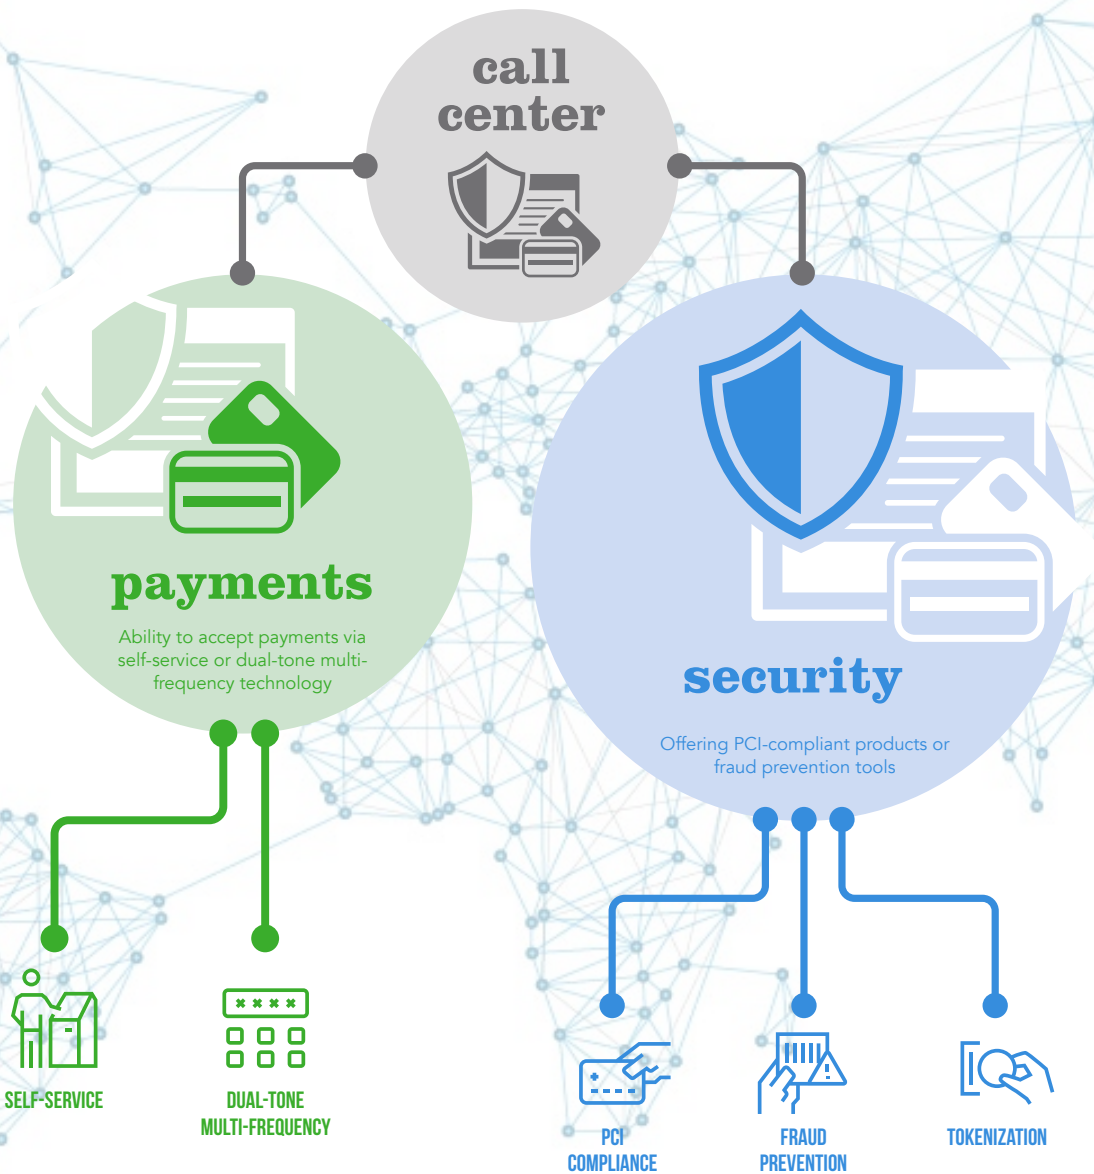 call
center
payments
Ability to accept payments via
self-service or dual-tone multi-
frequency technology
security
Offering PCI-compliant products or
fraud prevention tools
SELF-SERVICE
DUAL-TONE
MULTI-FREQUENCY
PCI
COMPLIANCE
FRAUD
PREVENTION
TOKENIZATION